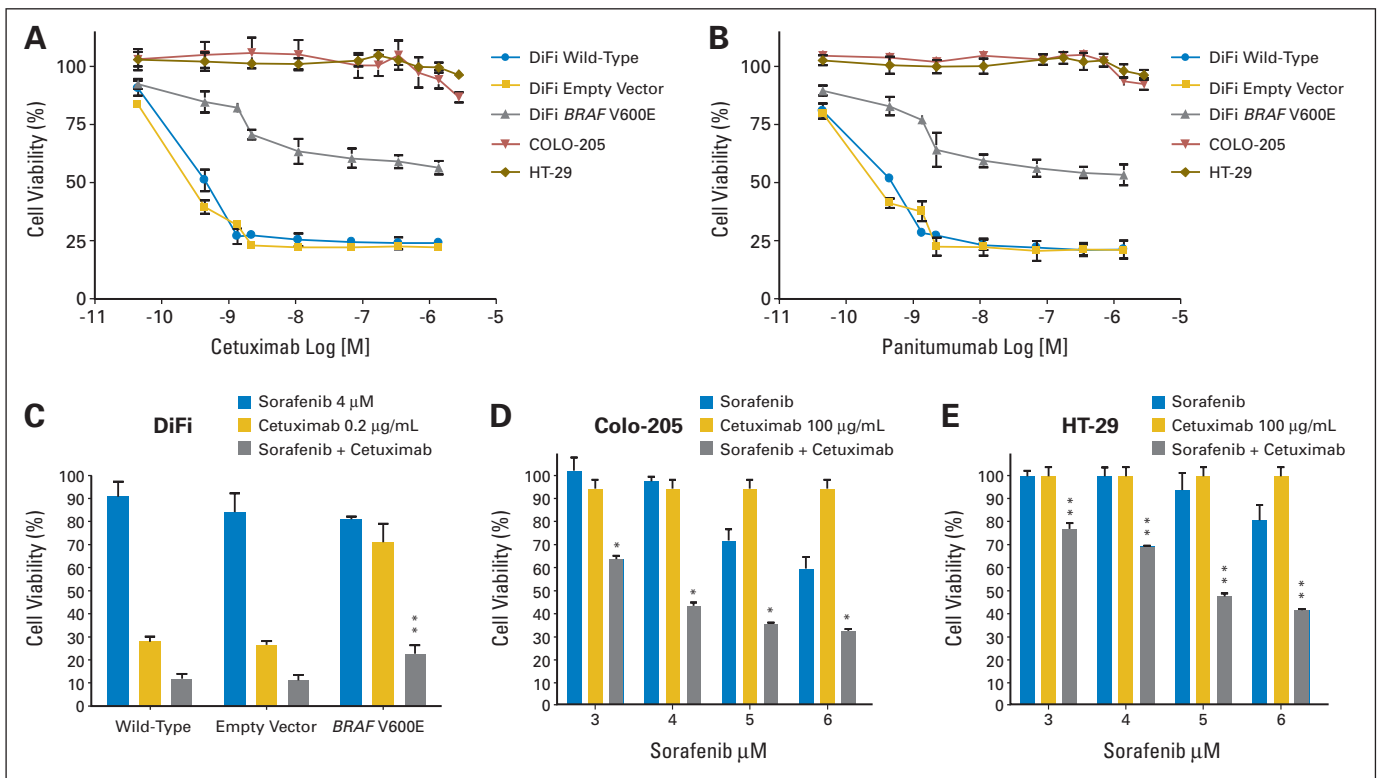 A
Cell Viability (%)
100
75
50
25
0
-11
-10
-9
-8
-7
-6
-5
Cetuximab Log [M]
DiFi Wild-Type
DiFi Empty Vector
DiFi BRAF V600E
COLO-205
HT-29
B
Cell Viability (%)
100
75
50
25
0
-11
-10
-9
-8
-7
-6
-5
Panitumumab Log [M]
DiFi Wild-Type
DiFi Empty Vector
DiFi BRAF V600E
COLO-205
HT-29
C
DiFi
Sorafenib 4 μM
Cetuximab 0.2 μg/mL
Sorafenib + Cetuximab
Cell Viability (%)
100
90
80
70
60
50
40
30
20
10
0
**
Wild-Type
Empty Vector
BRAF V600E
D
Colo-205
Sorafenib
Cetuximab 100 μg/mL
Sorafenib + Cetuximab
Cell Viability (%)
100
90
80
70
60
50
40
30
20
10
0
*
*
*
*
3
4
5
6
Sorafenib μM
E
HT-29
Sorafenib
Cetuximab 100 μg/mL
Sorafenib + Cetuximab
Cell Viability (%)
100
90
80
70
60
50
40
30
20
10
0
**
**
**
**
3
4
5
6
Sorafenib μM